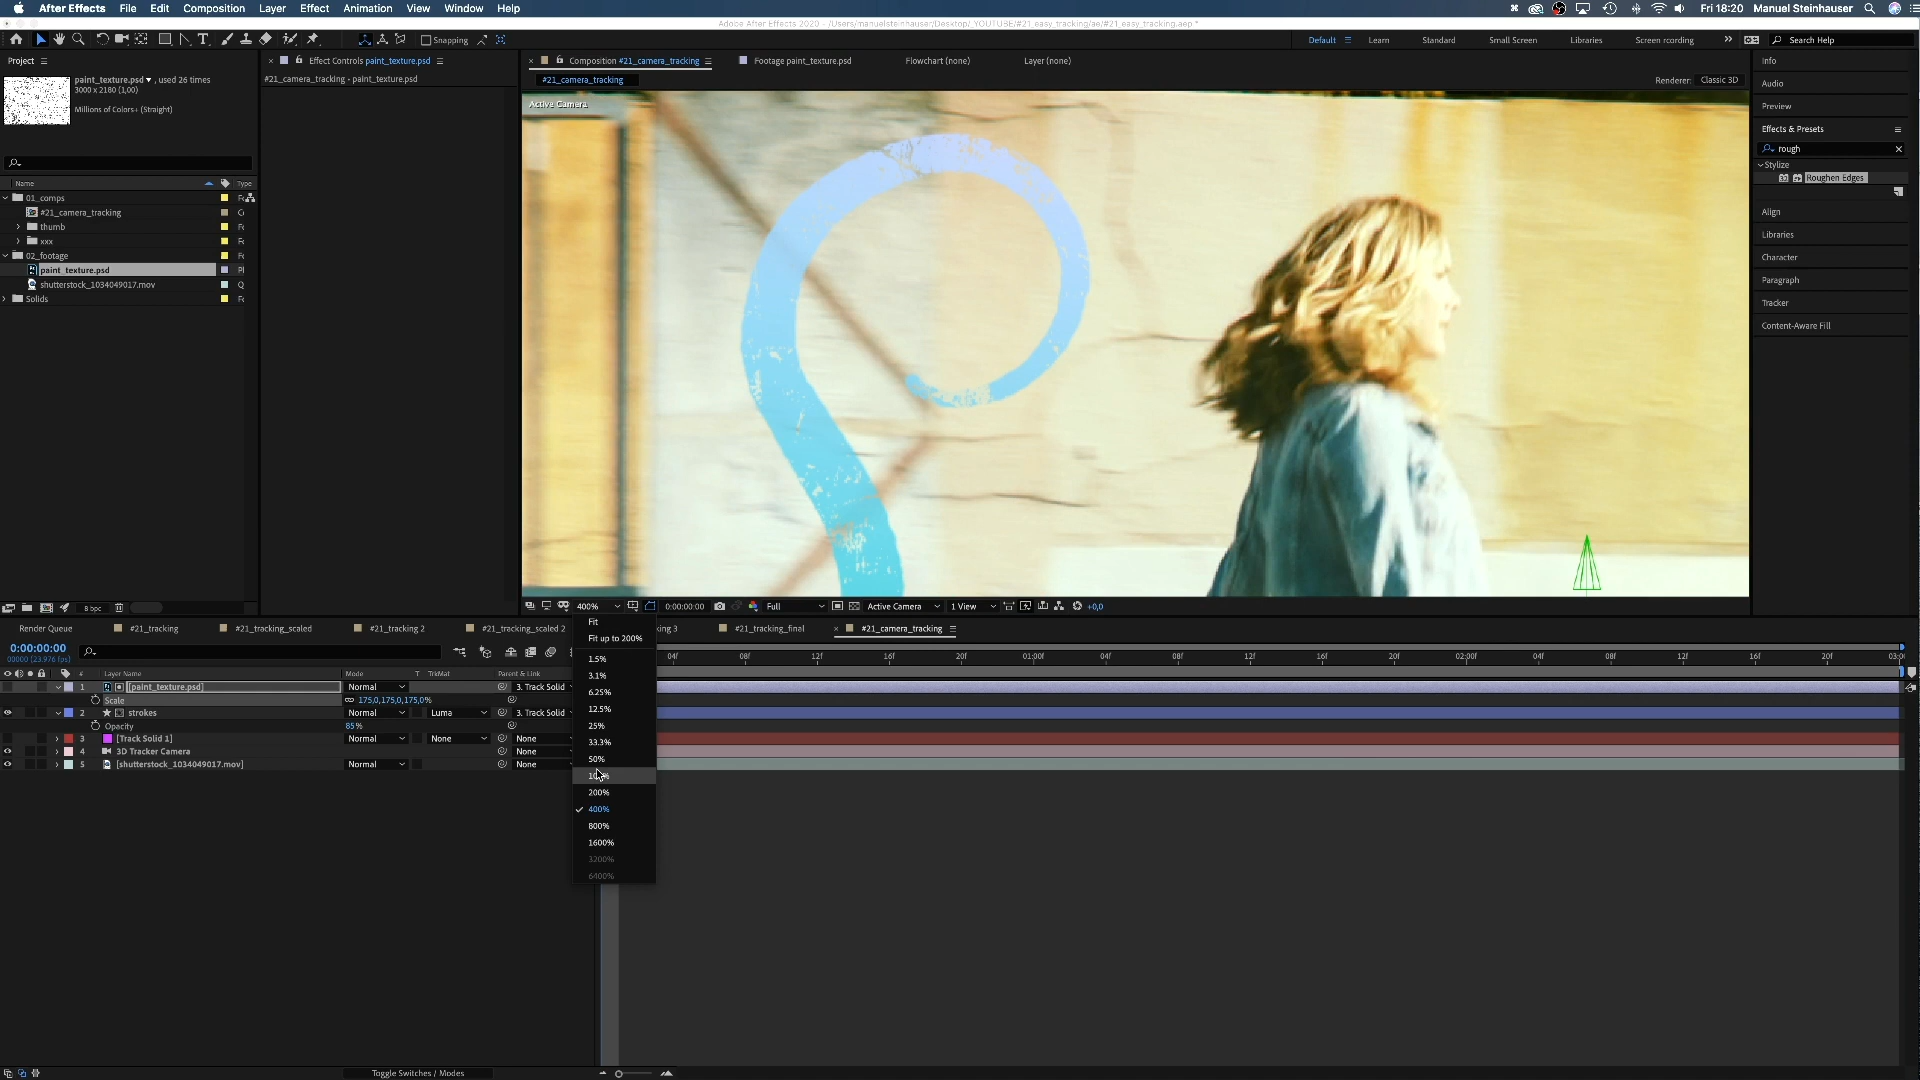 After Effects File Edit Composition Layer Effect Animation View Window Help Fri 18:20 Manuel Steinhauser
Adobe After Effects 2020 - /Users/manuelsteinhauser/Desktop/_YOUTUBE/#21_easy_tracking/ae/#21_easy_tracking.aep *
Snapping Default Learn Standard Small Screen Libraries Screen rcording Search Help
Project Effect Controls paint_texture.psd Composition #21_camera_tracking Footage paint_texture.psd Flowchart (none) Layer (none) Info
paint_texture.psd , used 26 times #21_camera_tracking - paint_texture.psd #21_camera_tracking Renderer: Classic 3D Audio
3000 x 2180 (1,00)
Millions of Colors+ (Straight) Active Camera Preview
Effects & Presets
rough
Stylize
Roughen Edges
Name Type
01_comps
#21_camera_tracking
thumb
xxx
02_footage
paint_texture.psd
shutterstock_1034049017.mov
Solids
Align
Libraries
Character
Paragraph
Tracker
Content-Aware Fill
8 bpc 400% 0:00:00:00 Full Active Camera 1 View +0,0
Render Queue #21_tracking #21_tracking_scaled #21_tracking 2 #21_tracking_scaled 2 #21_tracking_final #21_camera_tracking
0:00:00:00
00000 (23.976 fps)
04f 08f 12f 16f 20f 01:00f 04f 08f 12f 16f 20f 02:00f 04f 08f 12f 16f 20f
# Layer Name Mode T TrkMat Parent & Link
1 [paint_texture.psd] Normal 3. Track Solid
Scale 175,0,175,0,175,0%
2 strokes Normal Luma 3. Track Solid
Opacity 85%
3 [Track Solid 1] Normal None None
4 3D Tracker Camera None
5 [shutterstock_1034049017.mov] Normal None
Fit
Fit up to 200%
1.5%
3.1%
6.25%
12.5%
25%
33.3%
50%
200%
400%
800%
1600%
3200%
6400%
Toggle Switches / Modes